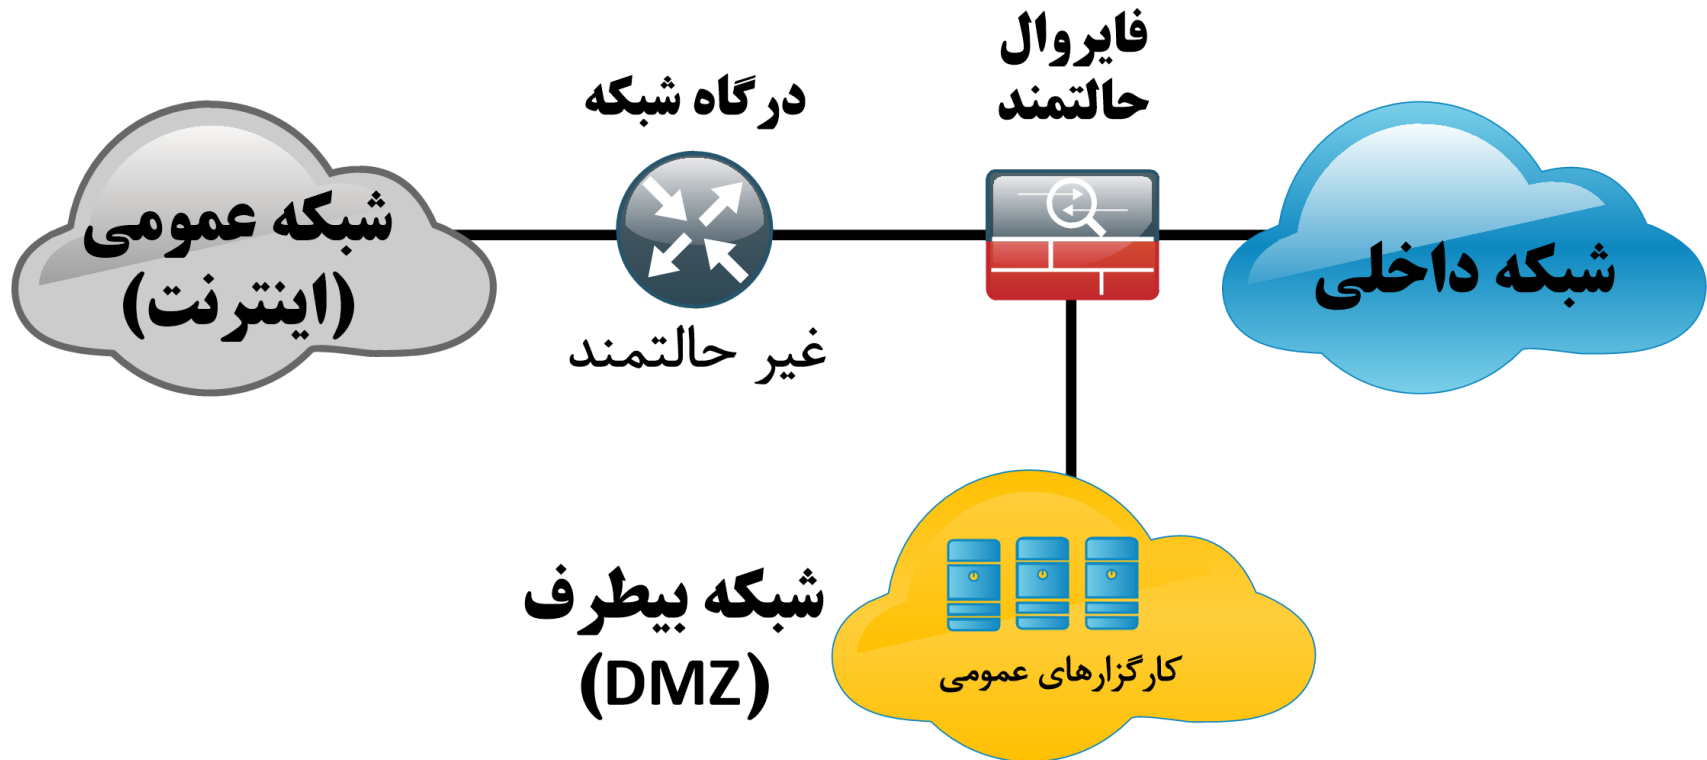 فایروال
حالتمند
درگاه شبکه
شبکه عمومی
(اینترنت)
شبکه داخلی
غیر حالتمند
شبکه بیطرف
(DMZ)
کارگزارهای عمومی